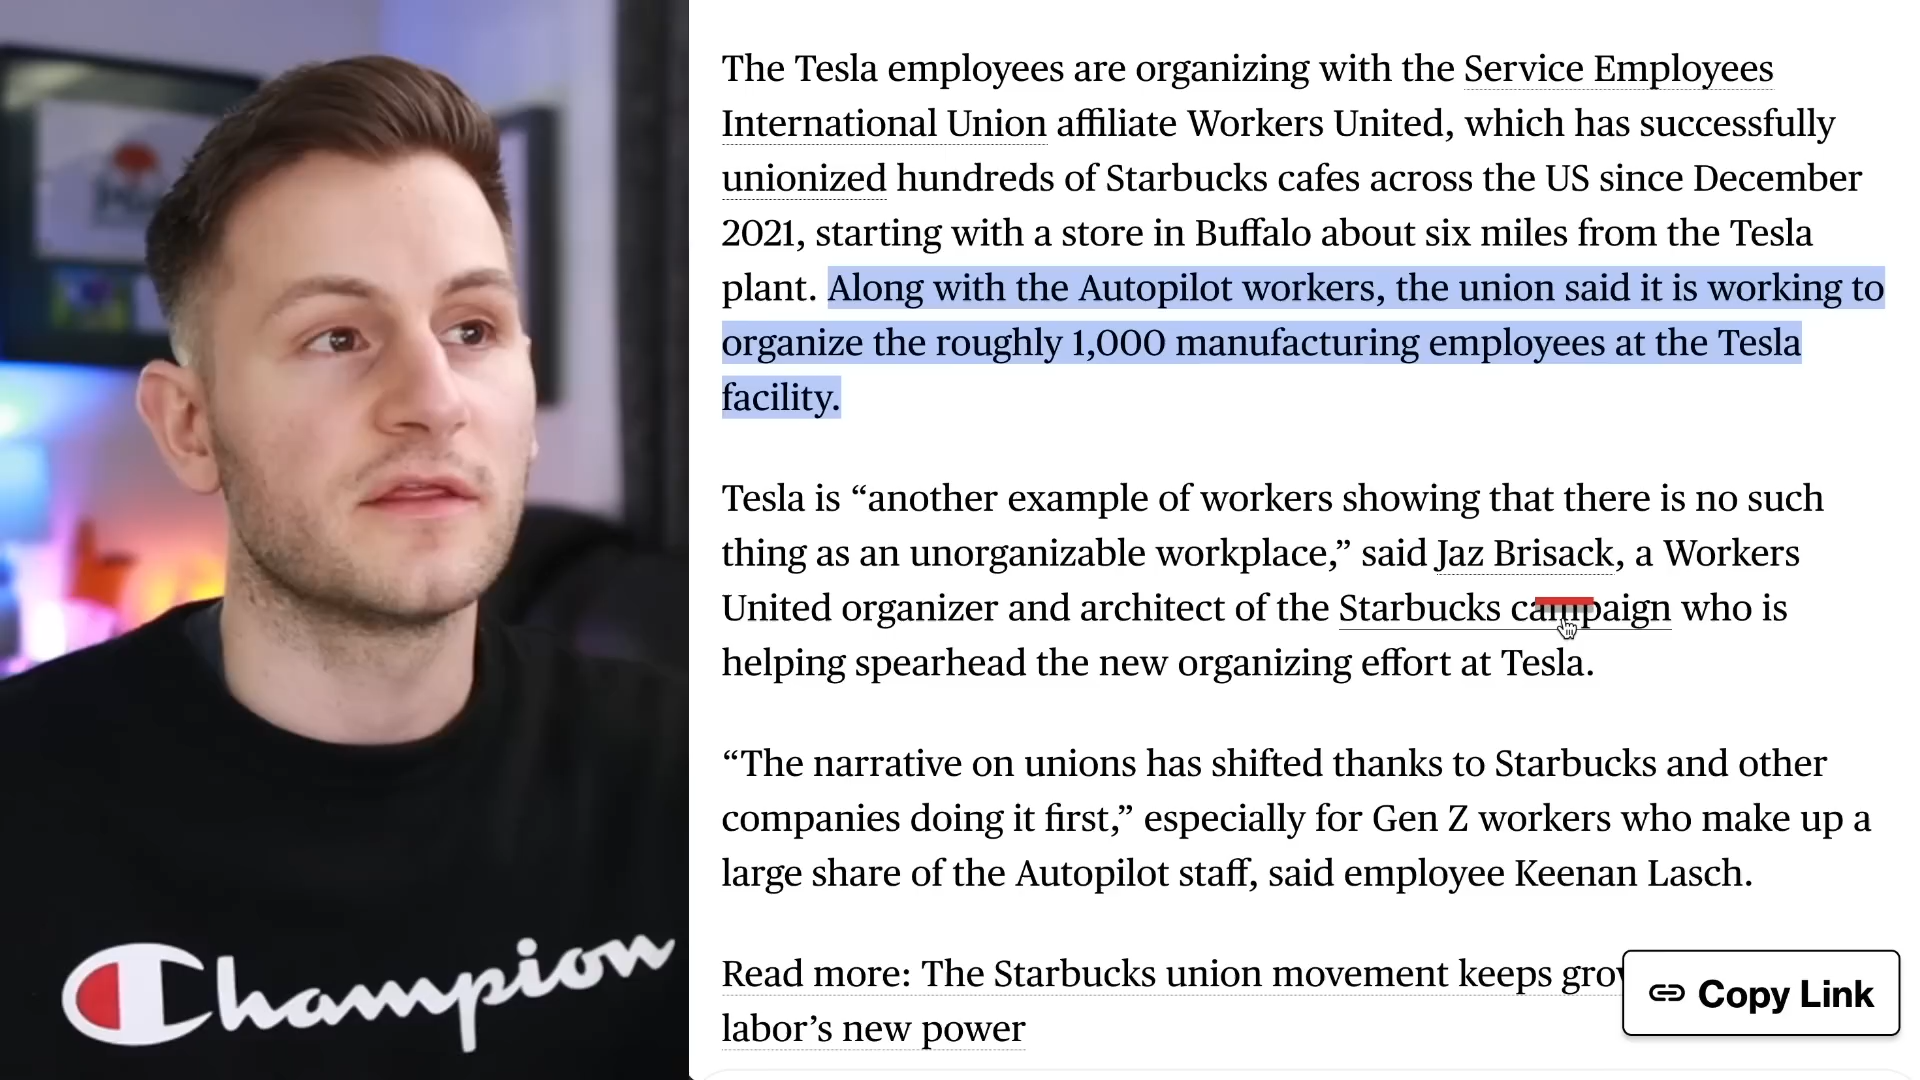 The Tesla employees are organizing with the Service Employees
International Union affiliate Workers United, which has successfully
unionized hundreds of Starbucks cafes across the US since December
2021, starting with a store in Buffalo about six miles from the Tesla
plant. Along with the Autopilot workers, the union said it is working to
organize the roughly 1,000 manufacturing employees at the Tesla
facility.
Tesla is “another example of workers showing that there is no such
thing as an unorganizable workplace,” said Jaz Brisack, a Workers
United organizer and architect of the Starbucks campaign who is
helping spearhead the new organizing effort at Tesla.
“The narrative on unions has shifted thanks to Starbucks and other
companies doing it first,” especially for Gen Z workers who make up a
large share of the Autopilot staff, said employee Keenan Lasch.
Read more: The Starbucks union movement keeps
labor’s new power
Copy Link
Champion